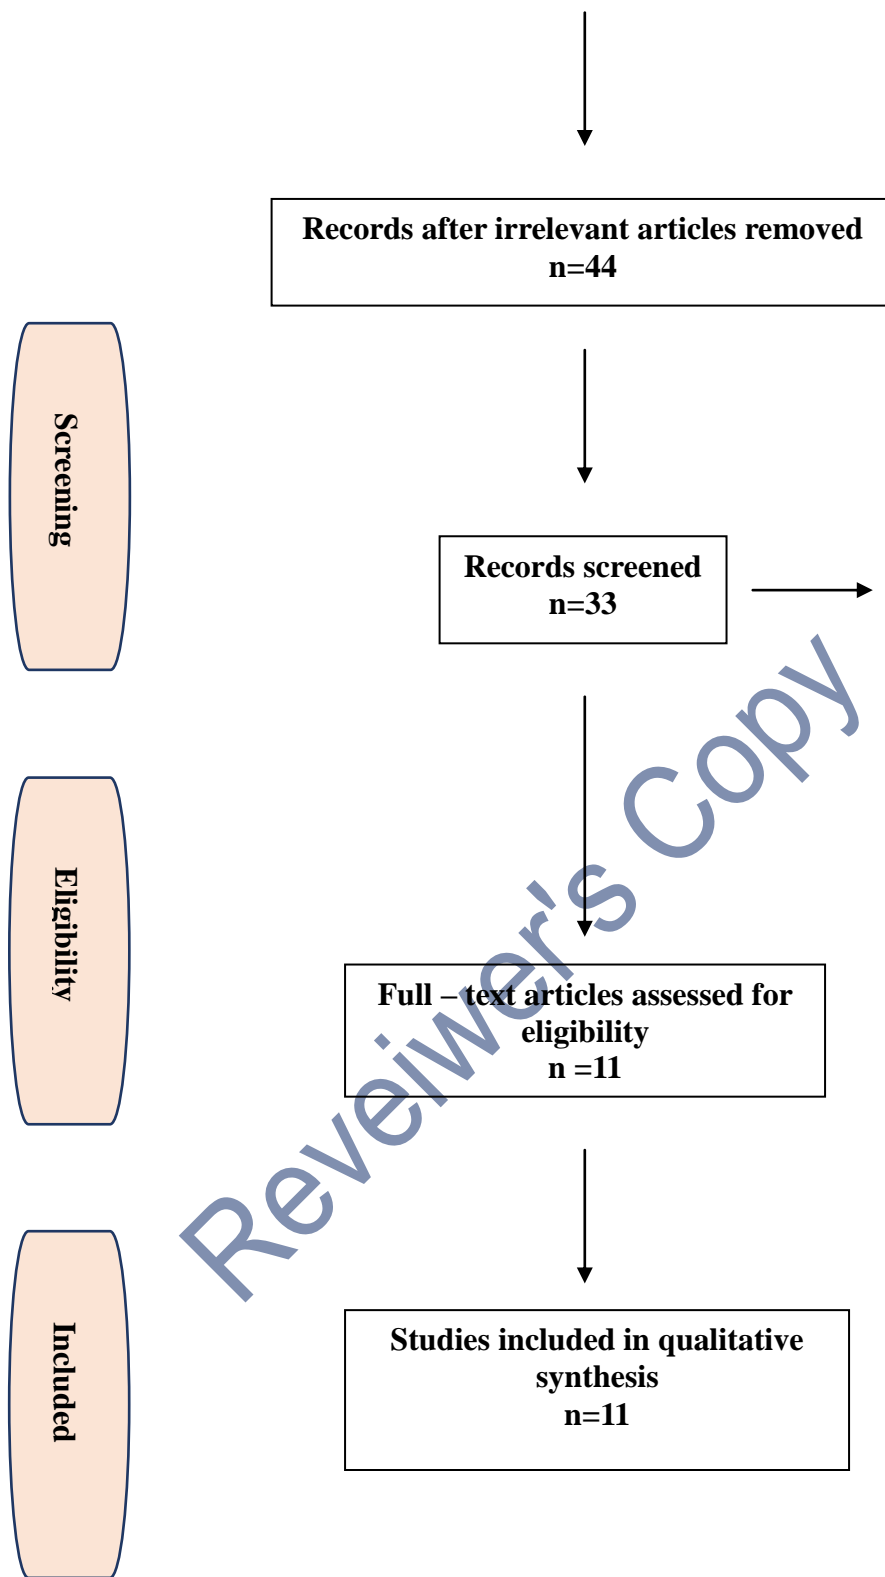 Records after irrelevant articles removed
n=44
Screening
Records screened
n=33
Eligibility
Full – text articles assessed for
eligibility
n =11
Included
Studies included in qualitative
synthesis
n=11
Reveiwer's Copy